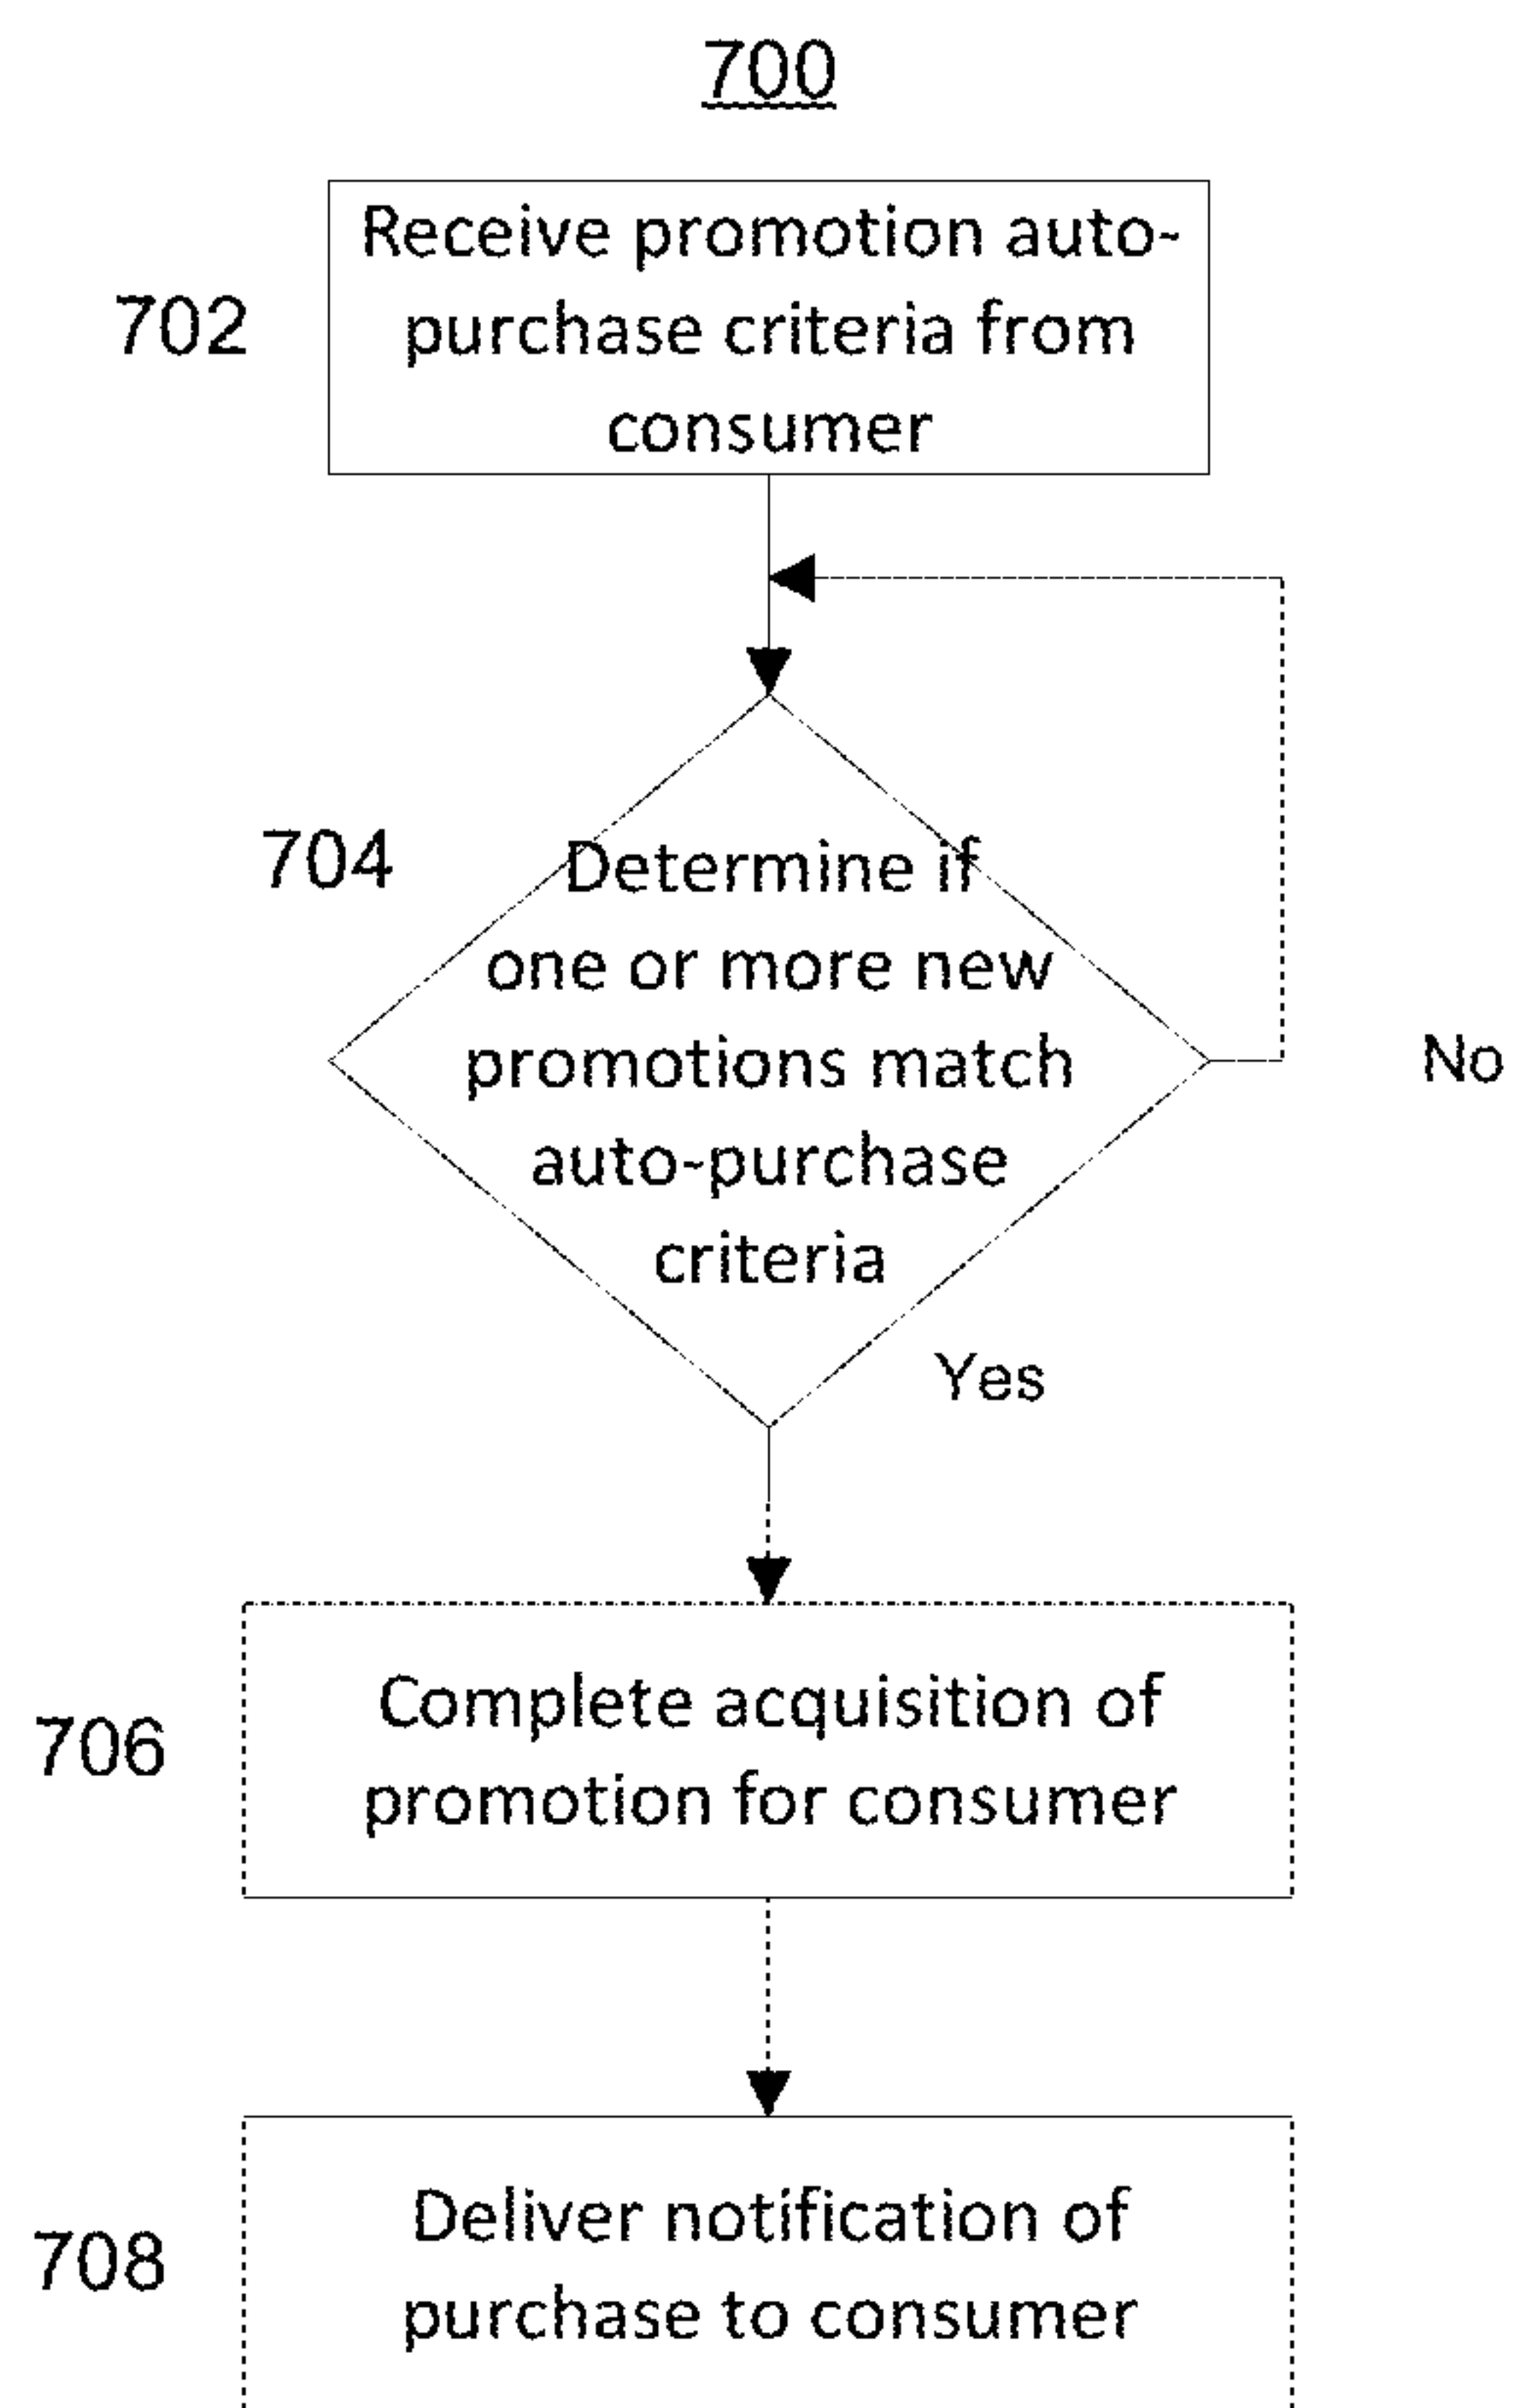 700
702
Receive promotion auto-
purchase criteria from
consumer
704
Determine if
one or more new
promotions match
auto-purchase
criteria
No
Yes
706
Complete acquisition of
promotion for consumer
708
Deliver notification of
purchase to consumer